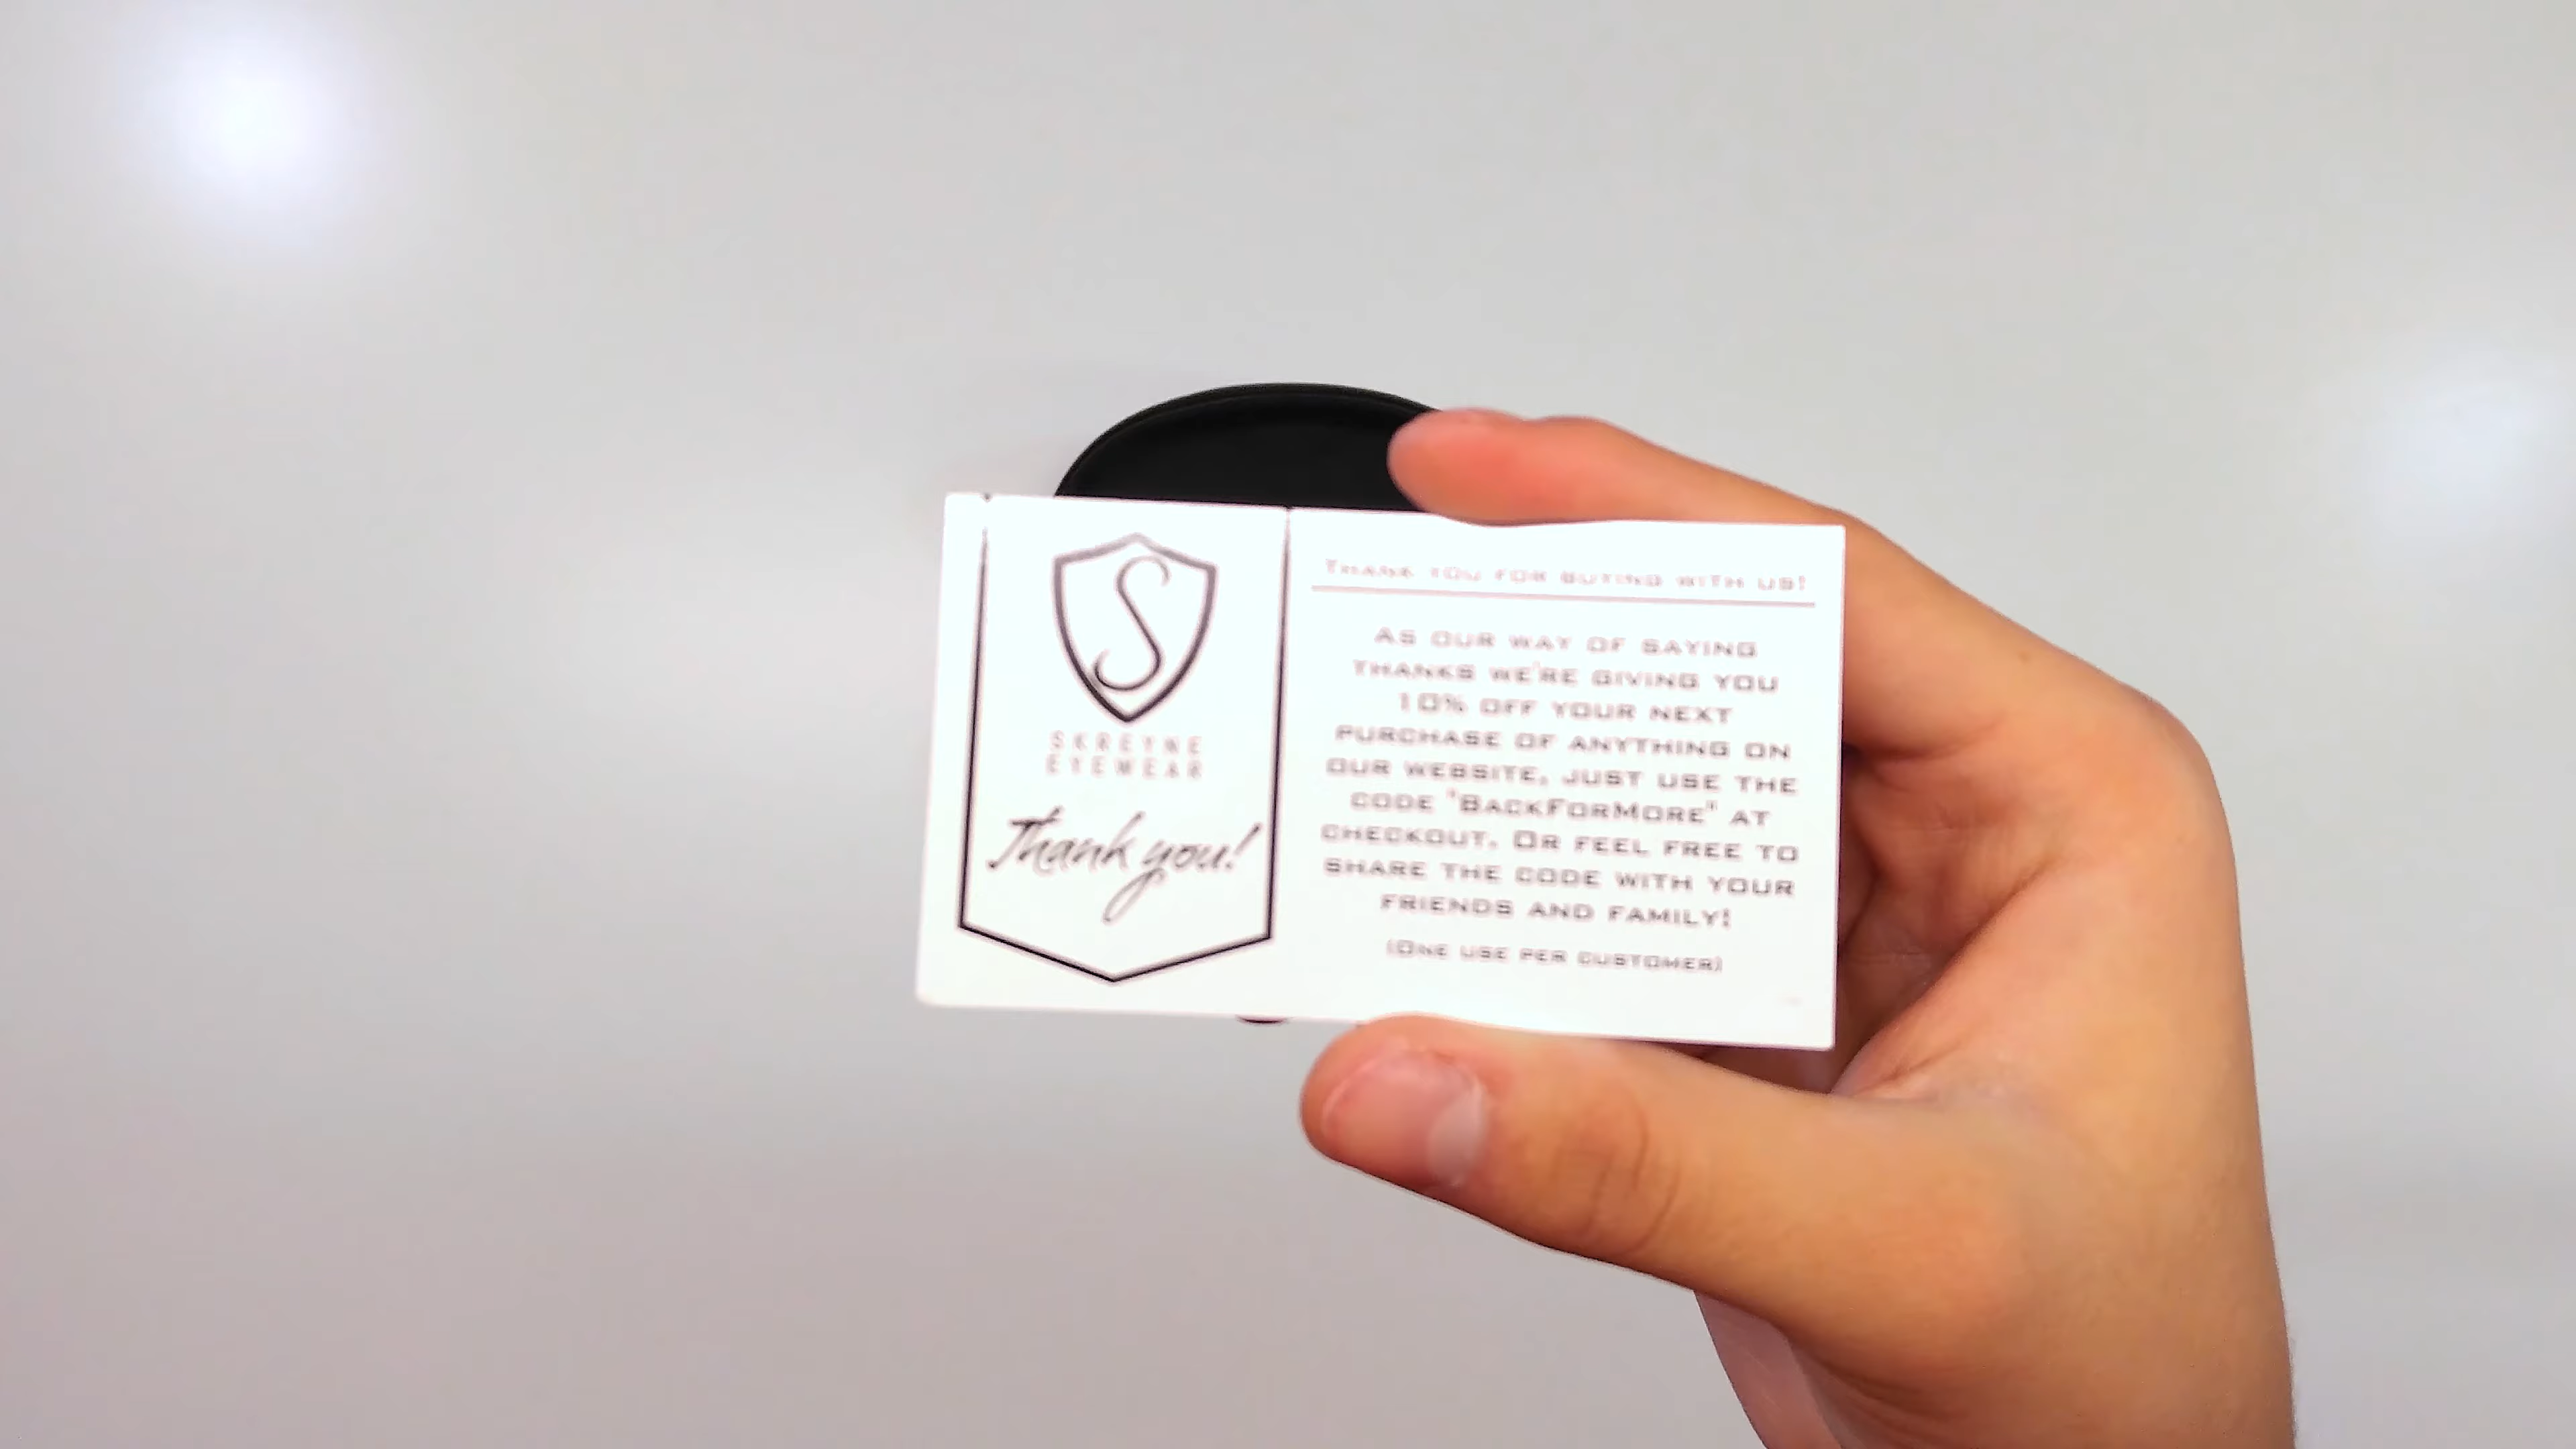 S
SKREYNE
EYEWEAR
Thank you!
THANK YOU FOR BUYING WITH US!
AS OUR WAY OF SAYING
THANKS WE'RE GIVING YOU
10% OFF YOUR NEXT
PURCHASE OF ANYTHING ON
OUR WEBSITE, JUST USE THE
CODE "BACKFORMORE" AT
CHECKOUT. OR FEEL FREE TO
SHARE THE CODE WITH YOUR
FRIENDS AND FAMILY!
(ONE USE PER CUSTOMER)